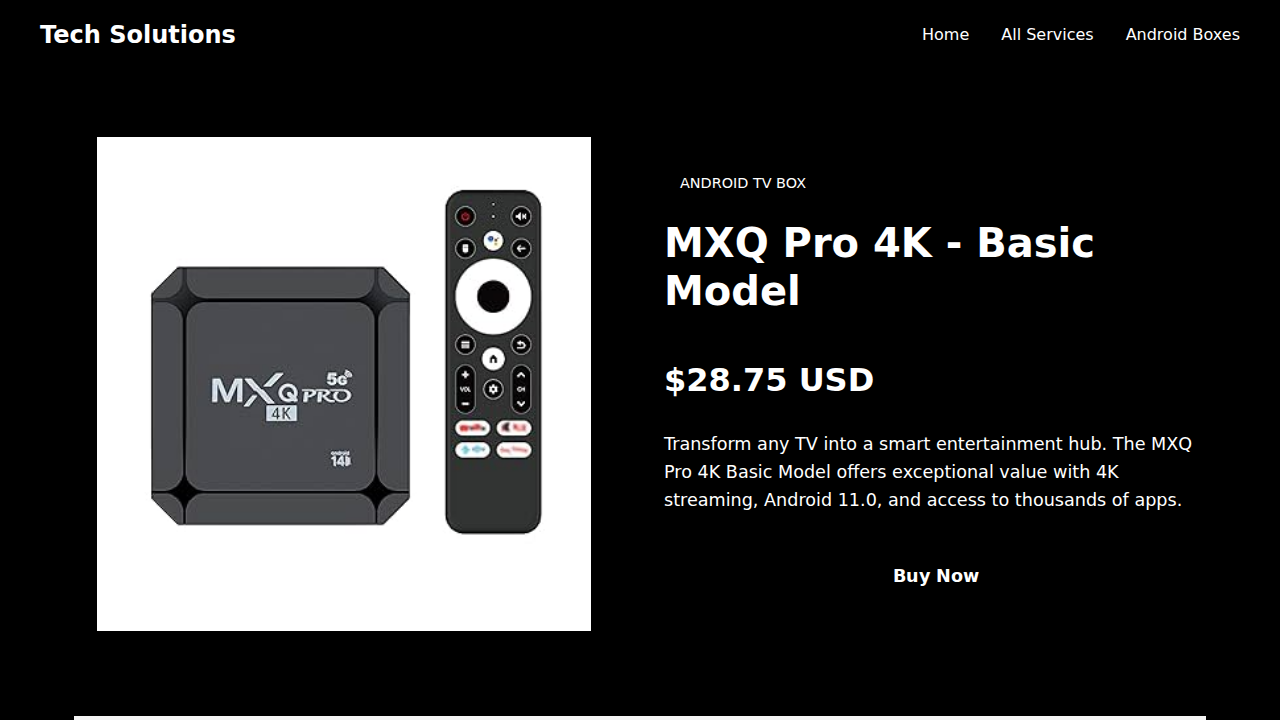 Tech Solutions
Home
All Services
Android Boxes
ANDROID TV BOX
MXQ Pro 4K - Basic
Model
$28.75 USD
Transform any TV into a smart entertainment hub. The MXQ
Pro 4K Basic Model offers exceptional value with 4K
streaming, Android 11.0, and access to thousands of apps.
Buy Now
MXQ PRO
5G
4K
VOL
CH